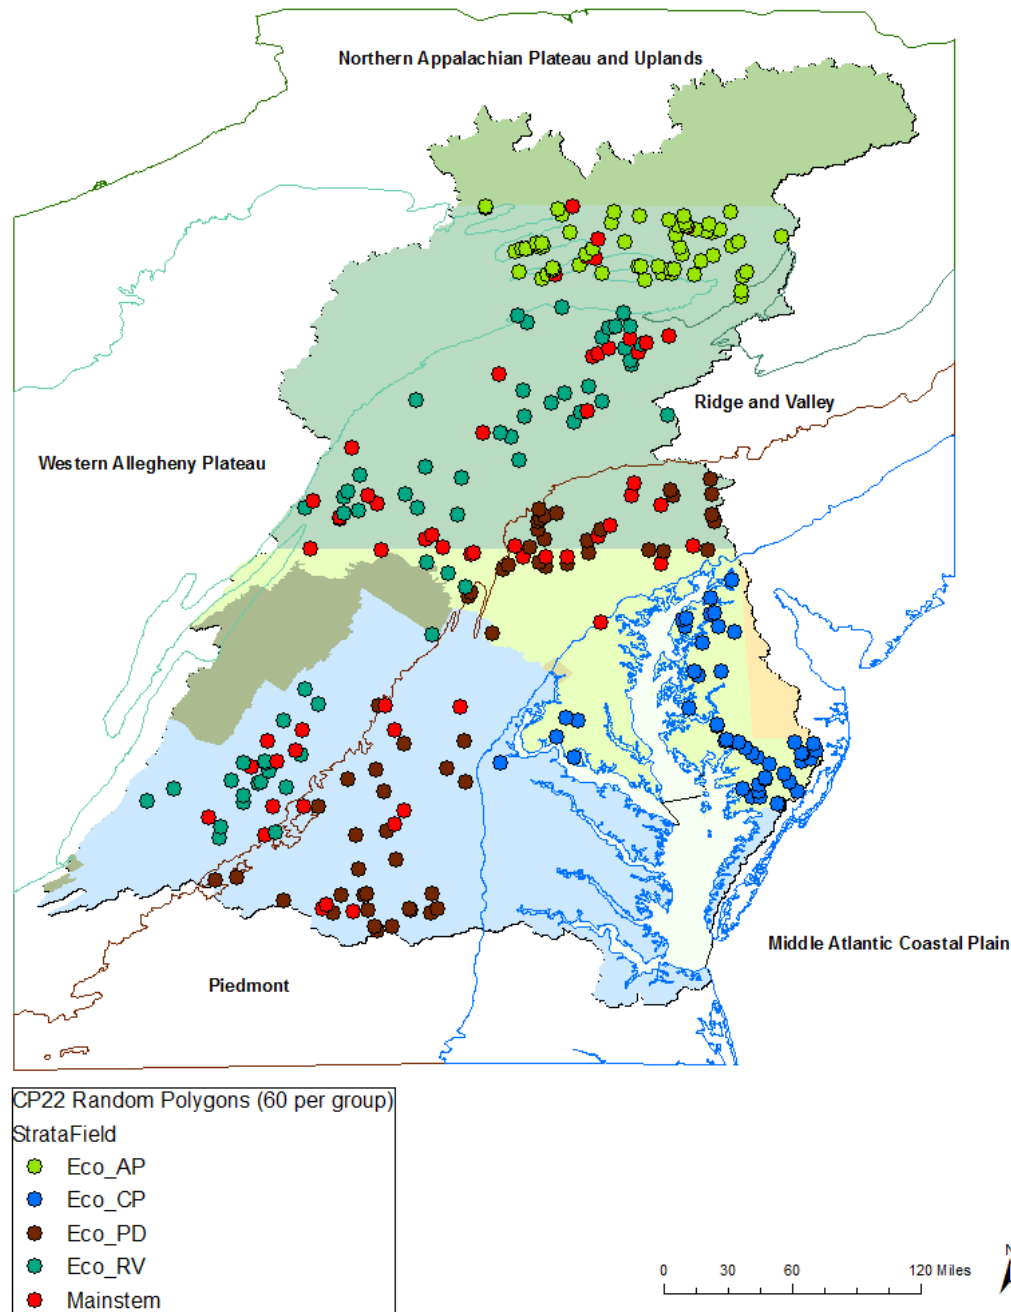 Northern Appalachian Plateau and Uplands
Ridge and Valley
Western Allegheny Plateau
Middle Atlantic Coastal Plain
Piedmont
CP22 Random Polygons (60 per group)
StrataField
Eco_AP
Eco_CP
Eco_PD
Eco_RV
Mainstem
N
0 30 60 120 Miles